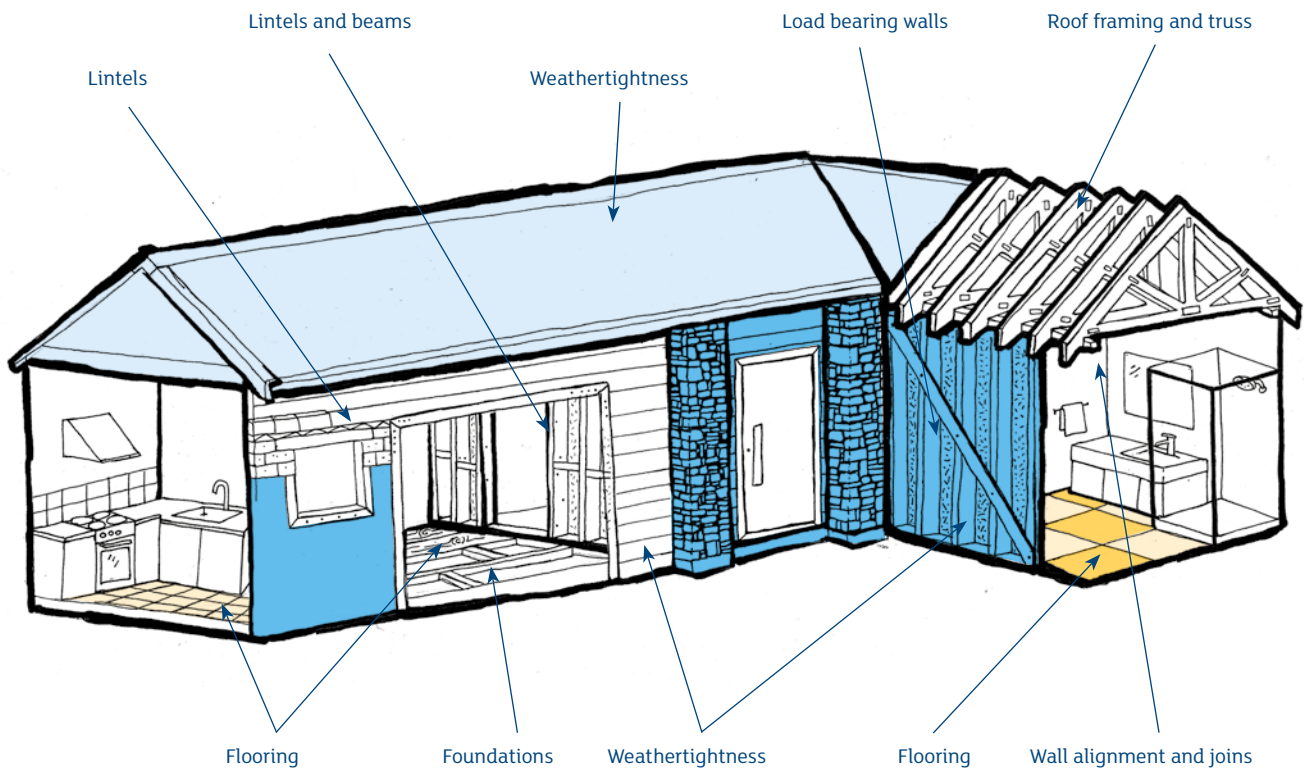 Lintels and beams
Load bearing walls
Roof framing and truss
Lintels
Weathertightness
Flooring
Foundations
Weathertightness
Flooring
Wall alignment and joins